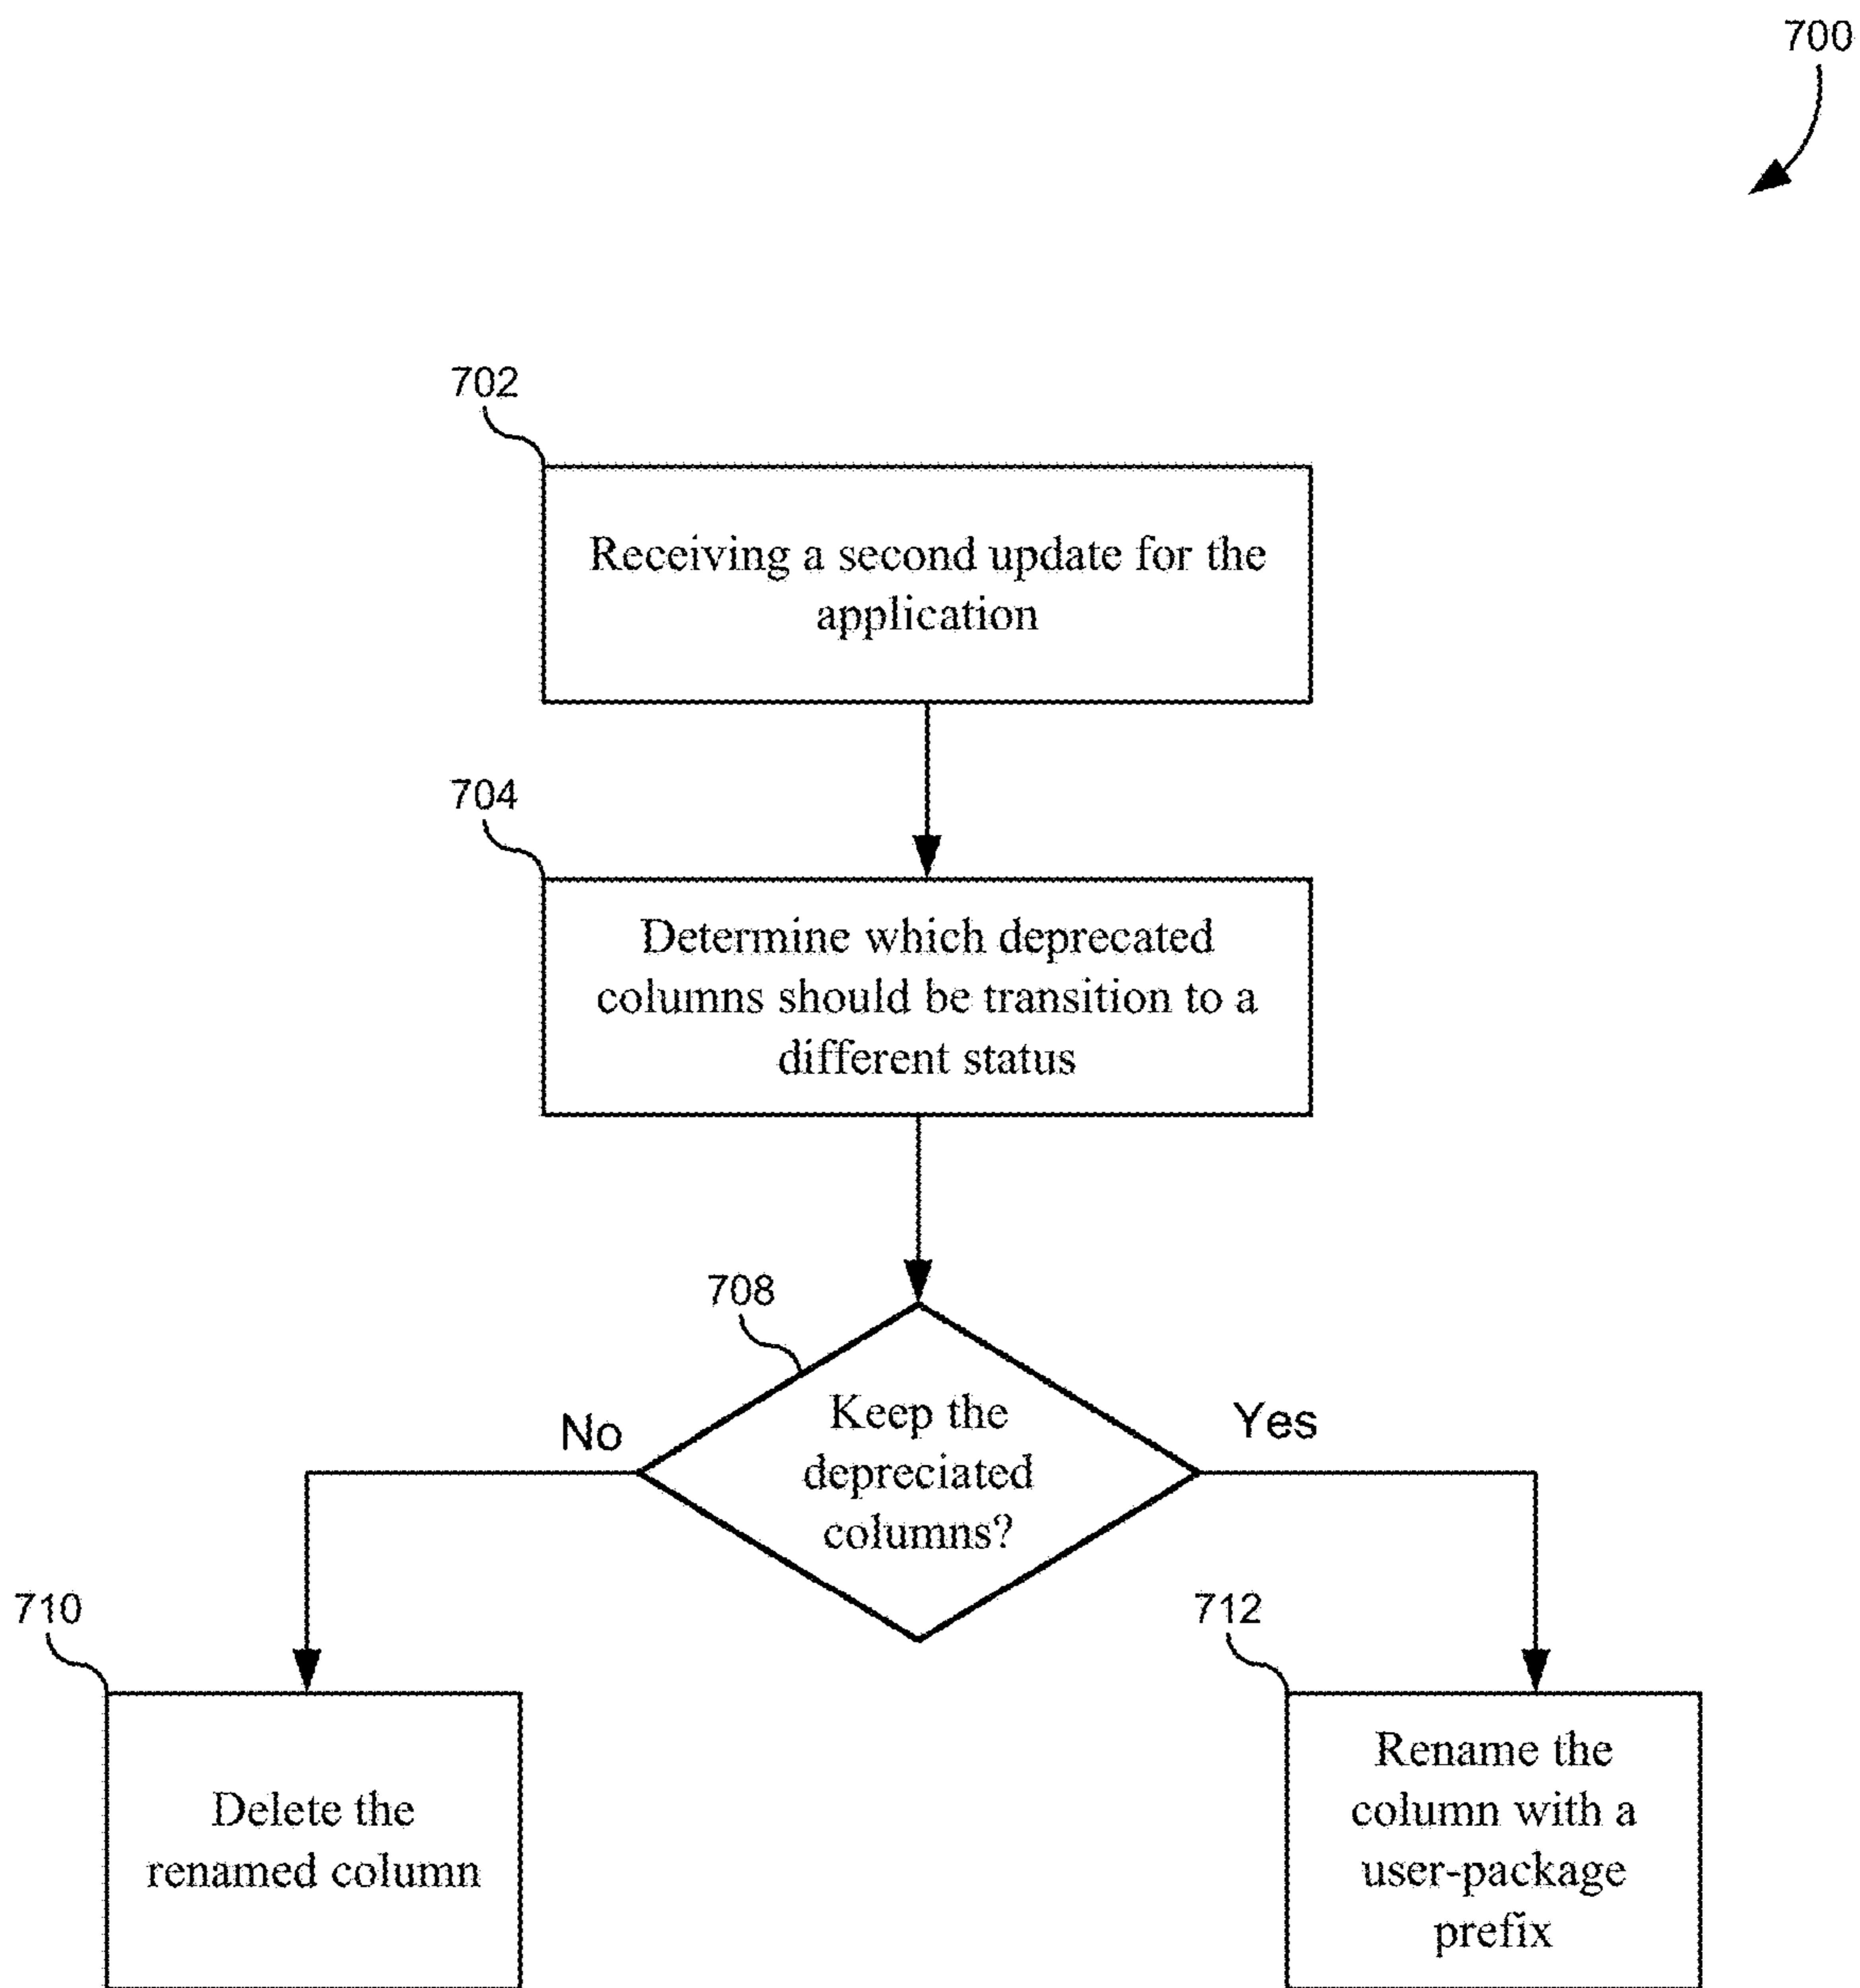 700
702
Receiving a second update for the
application
704
Determine which deprecated
columns should be transition to a
different status
708
Keep the
depreciated
columns?
No
Yes
710
Delete the
renamed column
712
Rename the
column with a
user-package
prefix